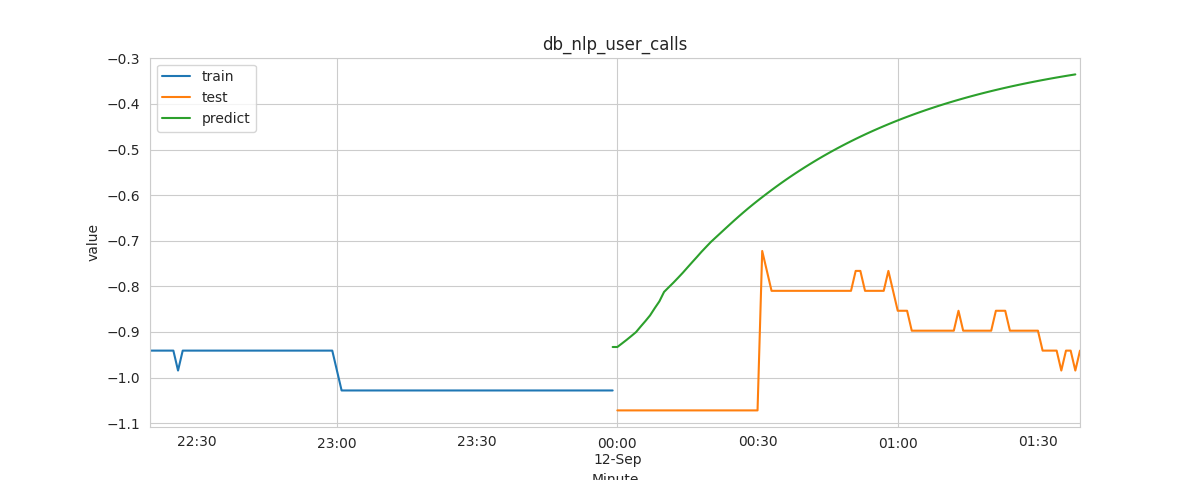 db_nlp_user_calls
train
test
predict
value
−0.3
−0.4
−0.5
−0.6
−0.7
−0.8
−0.9
−1.0
−1.1
22:30 23:00 23:30 00:00 00:30 01:00 01:30
12-Sep
Minute